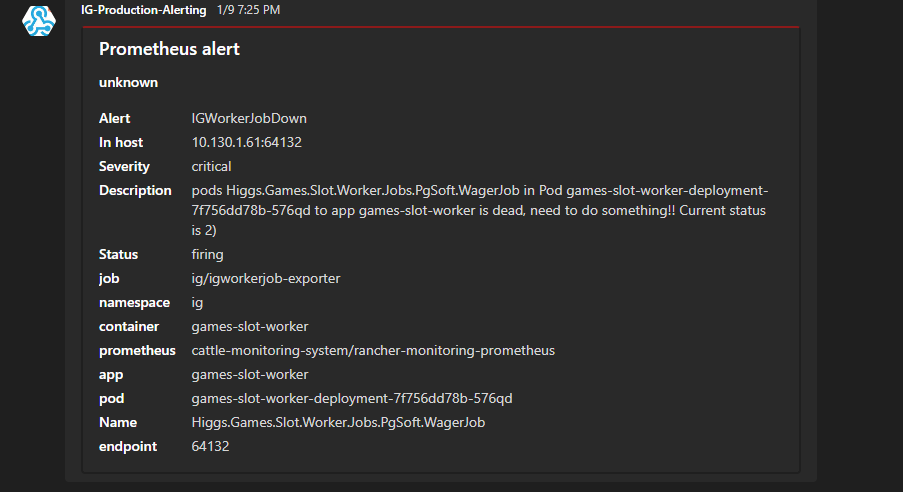 IG-Production-Alerting 1/9 7:25 PM
Prometheus alert
unknown
Alert IGWorkerJobDown
In host 10.130.1.61:64132
Severity critical
Description pods Higgs.Games.Slot.Worker.Jobs.PgSoft.WagerJob in Pod games-slot-worker-deployment-
7f756dd78b-576qd to app games-slot-worker is dead, need to do something!! Current status
is 2)
Status firing
job ig/igworkerjob-exporter
namespace ig
container games-slot-worker
prometheus cattle-monitoring-system/rancher-monitoring-prometheus
app games-slot-worker
pod games-slot-worker-deployment-7f756dd78b-576qd
Name Higgs.Games.Slot.Worker.Jobs.PgSoft.WagerJob
endpoint 64132